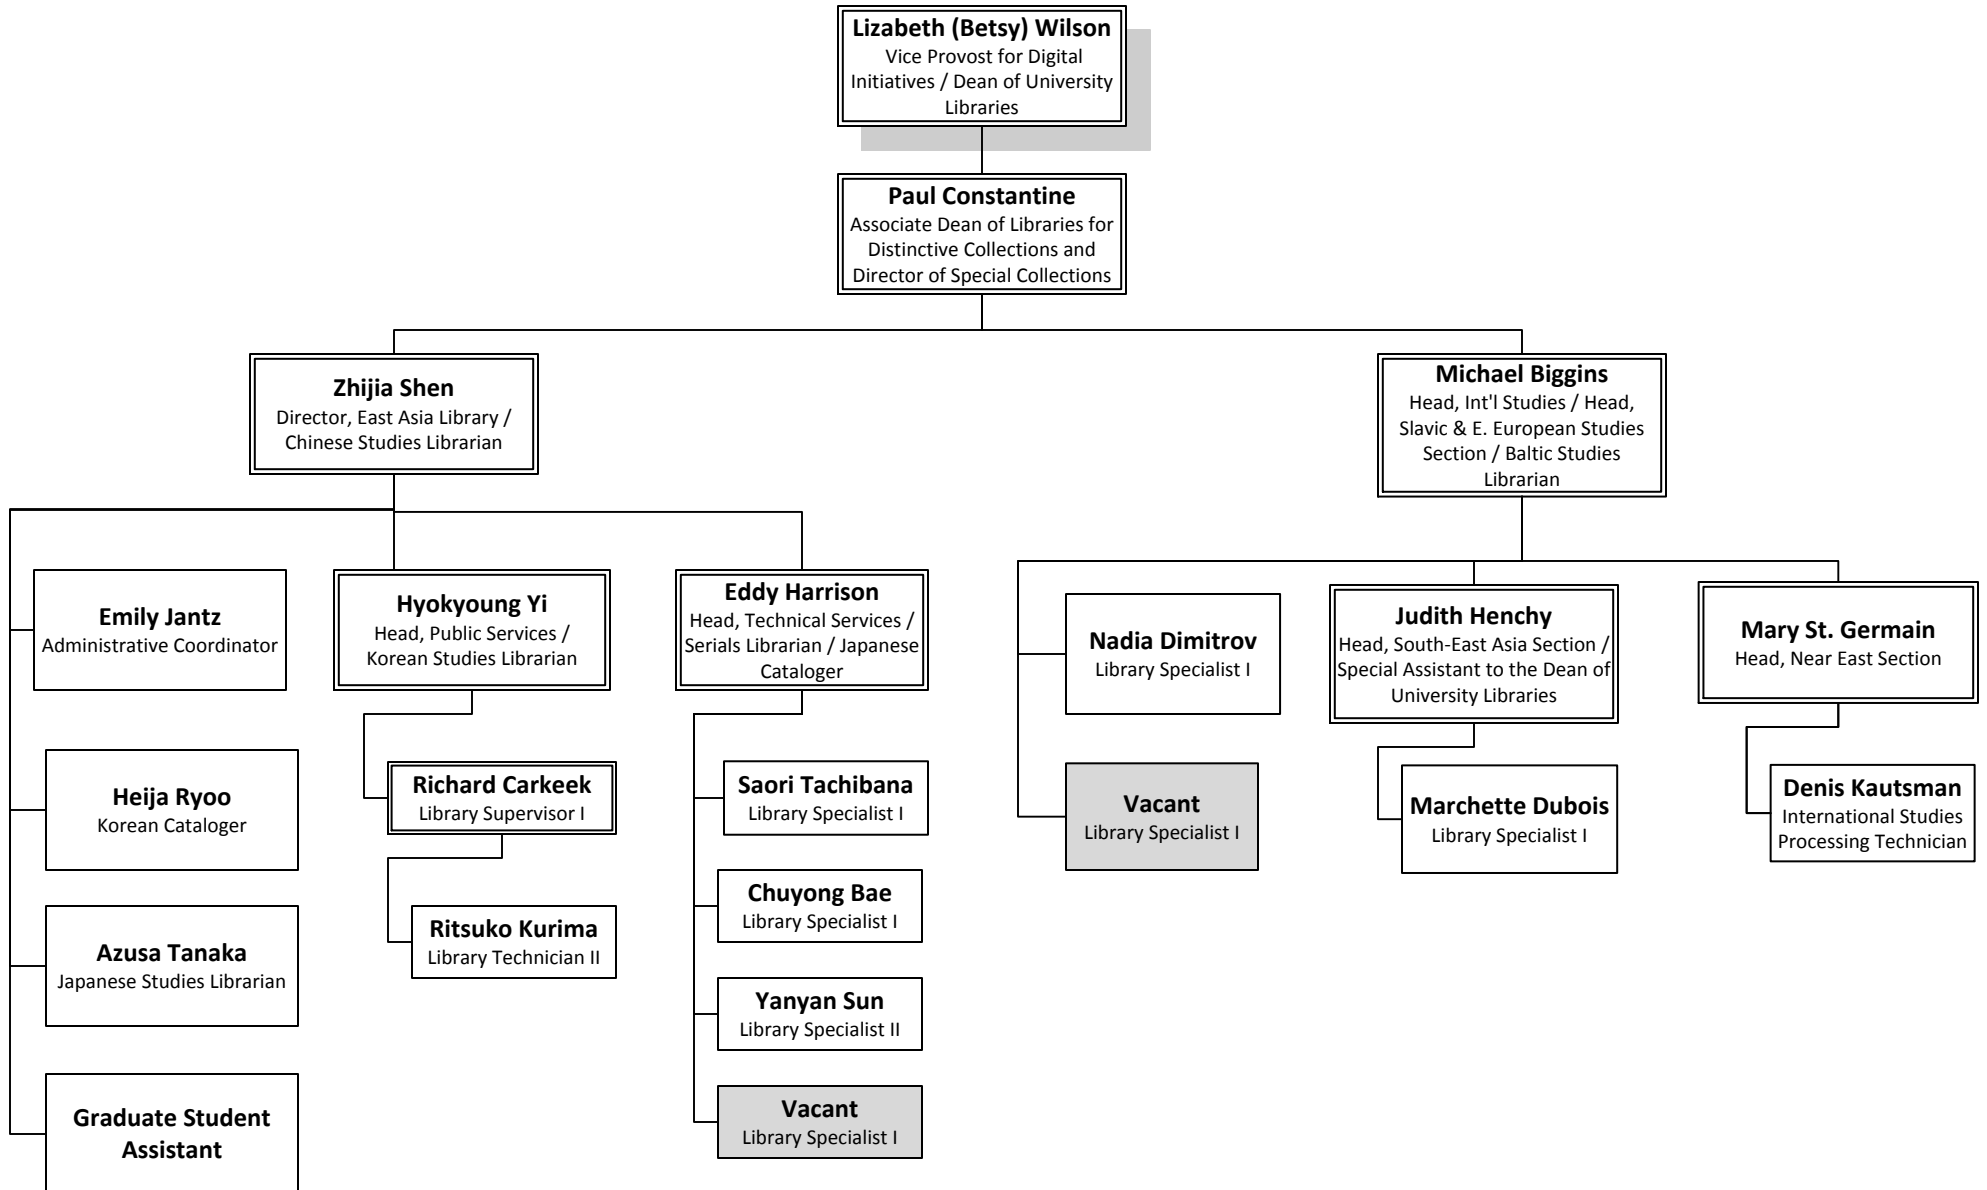 Lizabeth (Betsy) Wilson
Vice Provost for Digital
Initiatives / Dean of University
Libraries
Paul Constantine
Associate Dean of Libraries for
Distinctive Collections and
Director of Special Collections
Zhijia Shen
Director, East Asia Library /
Chinese Studies Librarian
Michael Biggins
Head, Int'l Studies / Head,
Slavic & E. European Studies
Section / Baltic Studies
Librarian
Emily Jantz
Administrative Coordinator
Heija Ryoo
Korean Cataloger
Azusa Tanaka
Japanese Studies Librarian
Graduate Student
Assistant
Hyokyoung Yi
Head, Public Services /
Korean Studies Librarian
Richard Carkeek
Library Supervisor I
Ritsuko Kurima
Library Technician II
Eddy Harrison
Head, Technical Services /
Serials Librarian / Japanese
Cataloger
Saori Tachibana
Library Specialist I
Chuyong Bae
Library Specialist I
Yanyan Sun
Library Specialist II
Vacant
Library Specialist I
Nadia Dimitrov
Library Specialist I
Vacant
Library Specialist I
Judith Henchy
Head, South-East Asia Section /
Special Assistant to the Dean of
University Libraries
Marchette Dubois
Library Specialist I
Mary St. Germain
Head, Near East Section
Denis Kautsman
International Studies
Processing Technician